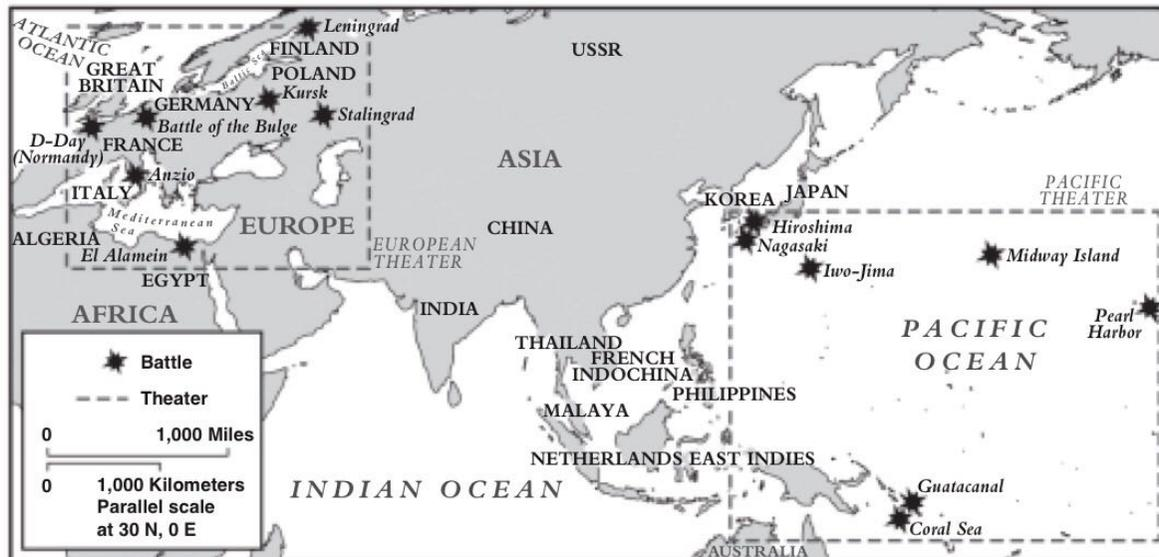 ATLANTIC
OCEAN
Leningrad
FINLAND
USSR
GREAT
BRITAIN
Baltic Sea
POLAND
Kursk
GERMANY
Stalingrad
Battle of the Bulge
D-Day
(Normandy)
FRANCE
ASIA
Anzio
ITALY
KOREA
JAPAN
PACIFIC
THEATER
Mediterranean
Sea
EUROPE
CHINA
Hiroshima
Nagasaki
ALGERIA
El Alamein
EUROPEAN
THEATER
Midway Island
Iwo-Jima
EGYPT
INDIA
AFRICA
Pearl
Harbor
PACIFIC
OCEAN
THAILAND
FRENCH
INDOCHINA
PHILIPPINES
MALAYA
NETHERLANDS EAST INDIES
INDIAN OCEAN
Guatacanal
Coral Sea
AUSTRALIA
Battle
Theater
0 1,000 Miles
0 1,000 Kilometers
Parallel scale
at 30 N, 0 E